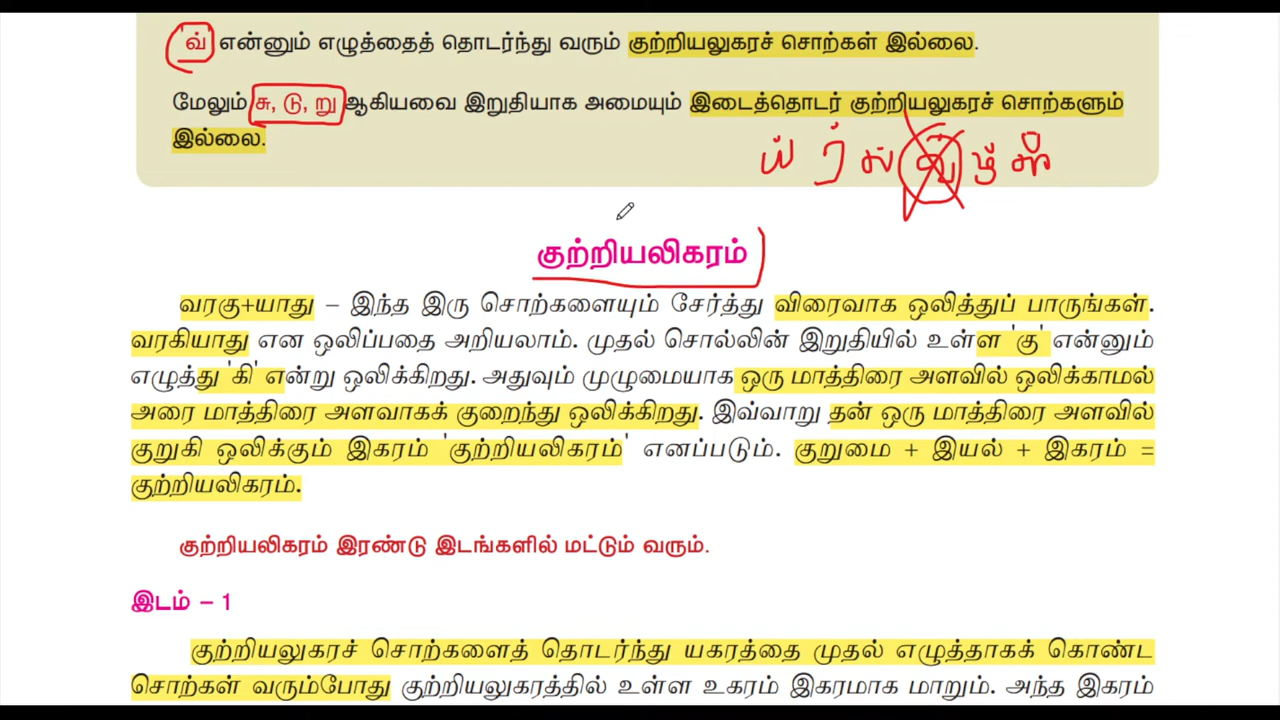 வ் என்னும் எழுத்தைத் தொடர்ந்து வரும் குற்றியலுகரச் சொற்கள் இல்லை.
மேலும் சு, டு, று ஆகியவை இறுதியாக அமையும் இடைத்தொடர் குற்றியலுகரச் சொற்களும்
இல்லை.
ய் ர் ல் வ் ழ் ள்
குற்றியலிகரம்
வரகு+யாது – இந்த இரு சொற்களையும் சேர்த்து விரைவாக ஒலித்துப் பாருங்கள்.
வரகியாது என ஒலிப்பதை அறியலாம். முதல் சொல்லின் இறுதியில் உள்ள 'கு' என்னும்
எழுத்து 'கி' என்று ஒலிக்கிறது. அதுவும் முழுமையாக ஒரு மாத்திரை அளவில் ஒலிக்காமல்
அரை மாத்திரை அளவாகக் குறைந்து ஒலிக்கிறது. இவ்வாறு தன் ஒரு மாத்திரை அளவில்
குறுகி ஒலிக்கும் இகரம் 'குற்றியலிகரம்' எனப்படும். குறுமை + இயல் + இகரம் =
குற்றியலிகரம்.
குற்றியலிகரம் இரண்டு இடங்களில் மட்டும் வரும்.
இடம் – 1
குற்றியலுகரச் சொற்களைத் தொடர்ந்து யகரத்தை முதல் எழுத்தாகக் கொண்ட
சொற்கள் வரும்போது குற்றியலுகரத்தில் உள்ள உகரம் இகரமாக மாறும். அந்த இகரம்